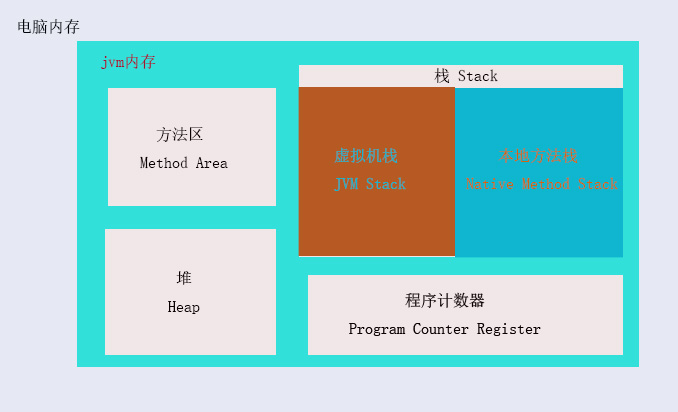 电脑内存
jvm内存
栈 Stack
方法区
Method Area
虚拟机栈
JVM Stack
本地方法栈
Native Method Stack
堆
Heap
程序计数器
Program Counter Register